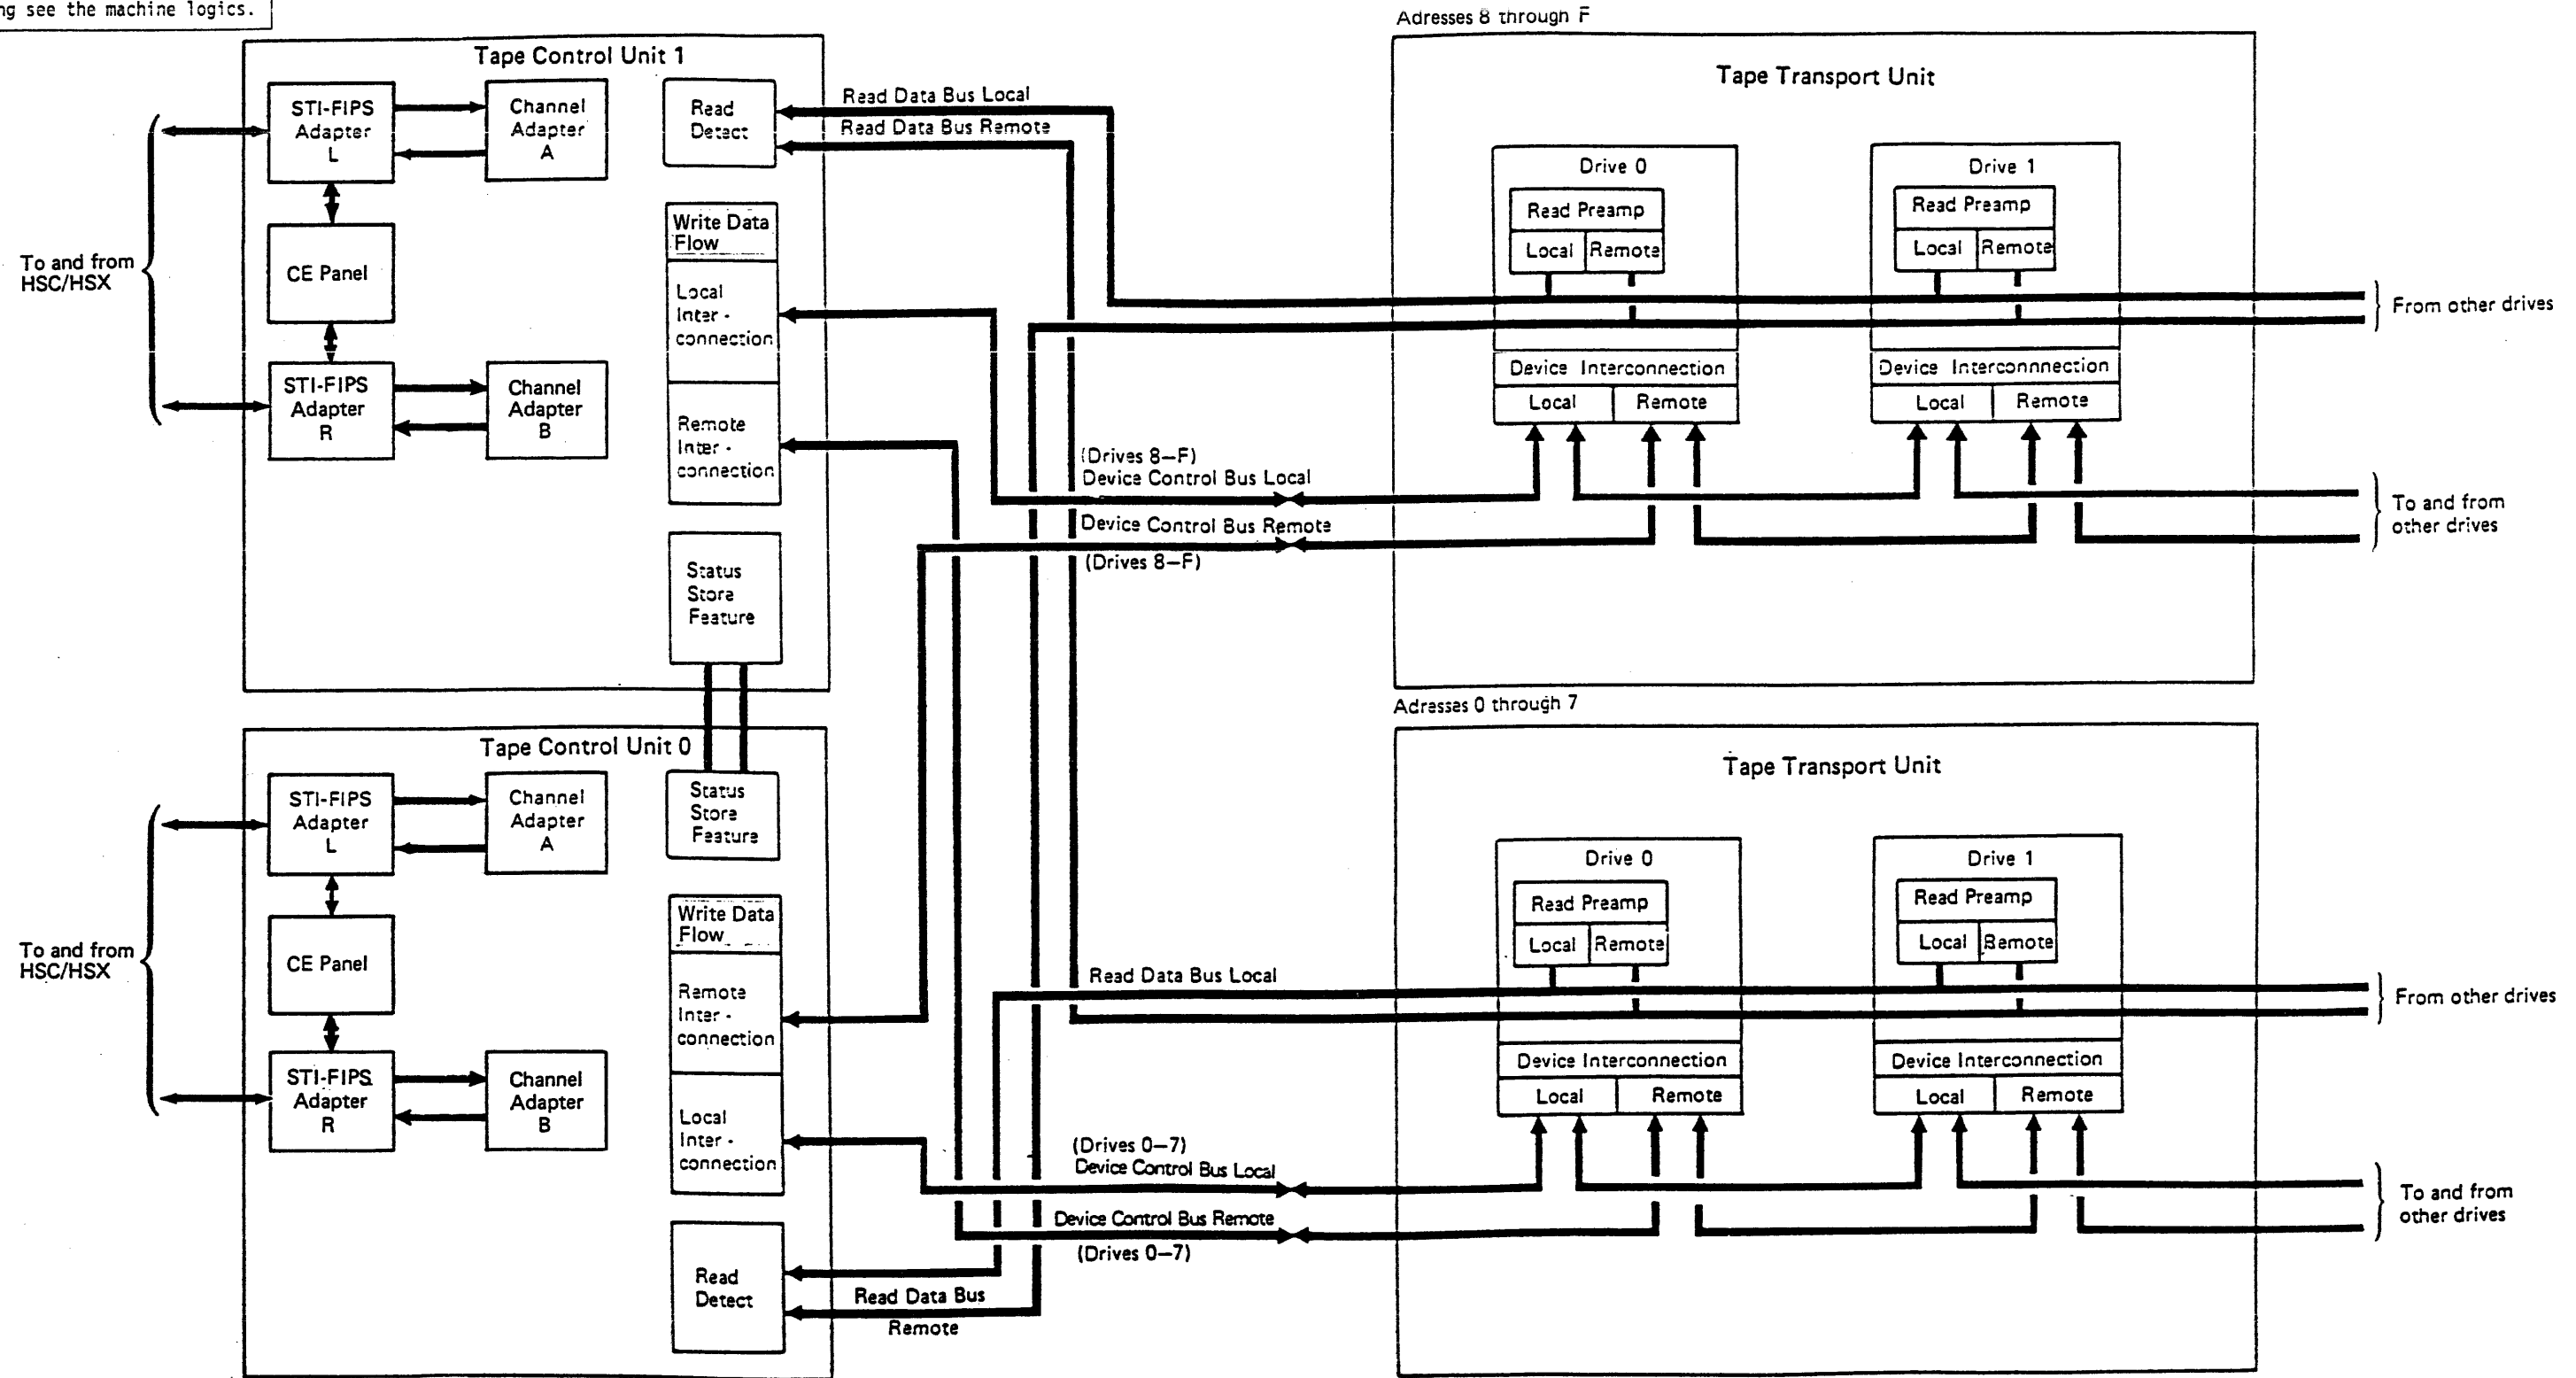 ng see the machine logics.
Adresses 8 through F
Tape Control Unit 1
STI-FIPS
Adapter
L
Channel
Adapter
A
Read
Detect
Read Data Bus Local
Read Data Bus Remote
Tape Transport Unit
Drive 0
Read Preamp
Local
Remote
Drive 1
Read Preamp
Local
Remote
To and from
HSC/HSX
CE Panel
Write Data
Flow
Local
Inter -
connection
Remote
Inter -
connection
From other drives
STI-FIPS
Adapter
R
Channel
Adapter
B
Device Interconnection
Local
Remote
Device Interconnnection
Local
Remote
(Drives 8–F)
Device Control Bus Local
Device Control Bus Remote
(Drives 8–F)
To and from
other drives
Status
Store
Feature
Adresses 0 through 7
Tape Control Unit 0
STI-FIPS
Adapter
L
Channel
Adapter
A
Status
Store
Feature
Tape Transport Unit
Drive 0
Read Preamp
Local
Remote
Drive 1
Read Preamp
Local
Remote
To and from
HSC/HSX
CE Panel
Write Data
Flow
Remote
Inter -
connection
Local
Inter -
connection
Read Data Bus Local
From other drives
STI-FIPS
Adapter
R
Channel
Adapter
B
Device Interconnection
Local
Remote
Device Interconnection
Local
Remote
(Drives 0–7)
Device Control Bus Local
Device Control Bus Remote
(Drives 0–7)
To and from
other drives
Read
Detect
Read Data Bus
Remote